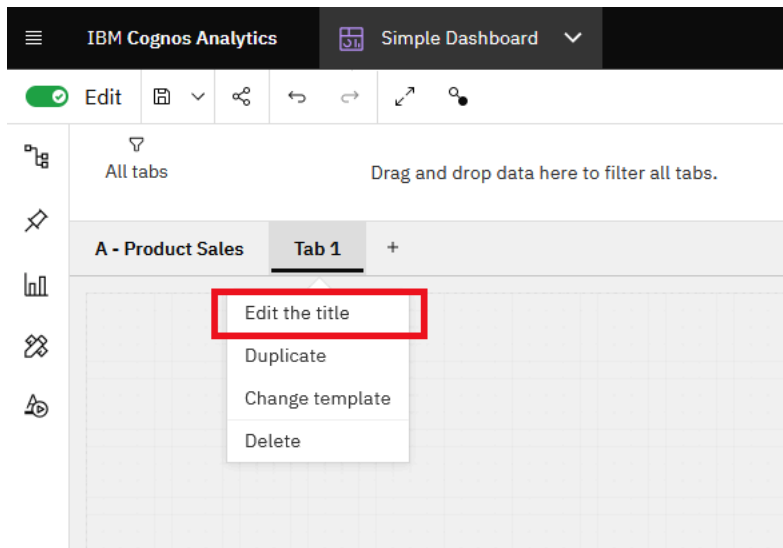 IBM Cognos Analytics Simple Dashboard
Edit
All tabs
Drag and drop data here to filter all tabs.
A - Product Sales Tab 1 +
Edit the title
Duplicate
Change template
Delete